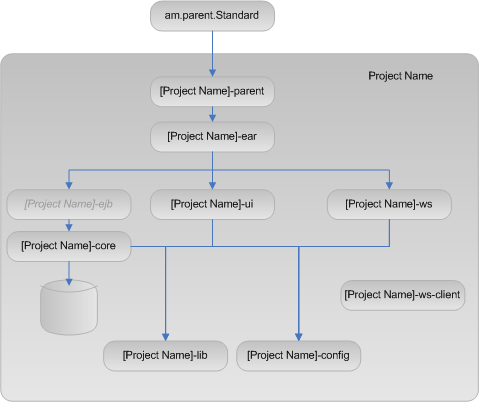 am.parent.Standard
Project Name
[Project Name]-parent
[Project Name]-ear
[Project Name]-ejb
[Project Name]-ui
[Project Name]-ws
[Project Name]-core
[Project Name]-ws-client
[Project Name]-lib
[Project Name]-config